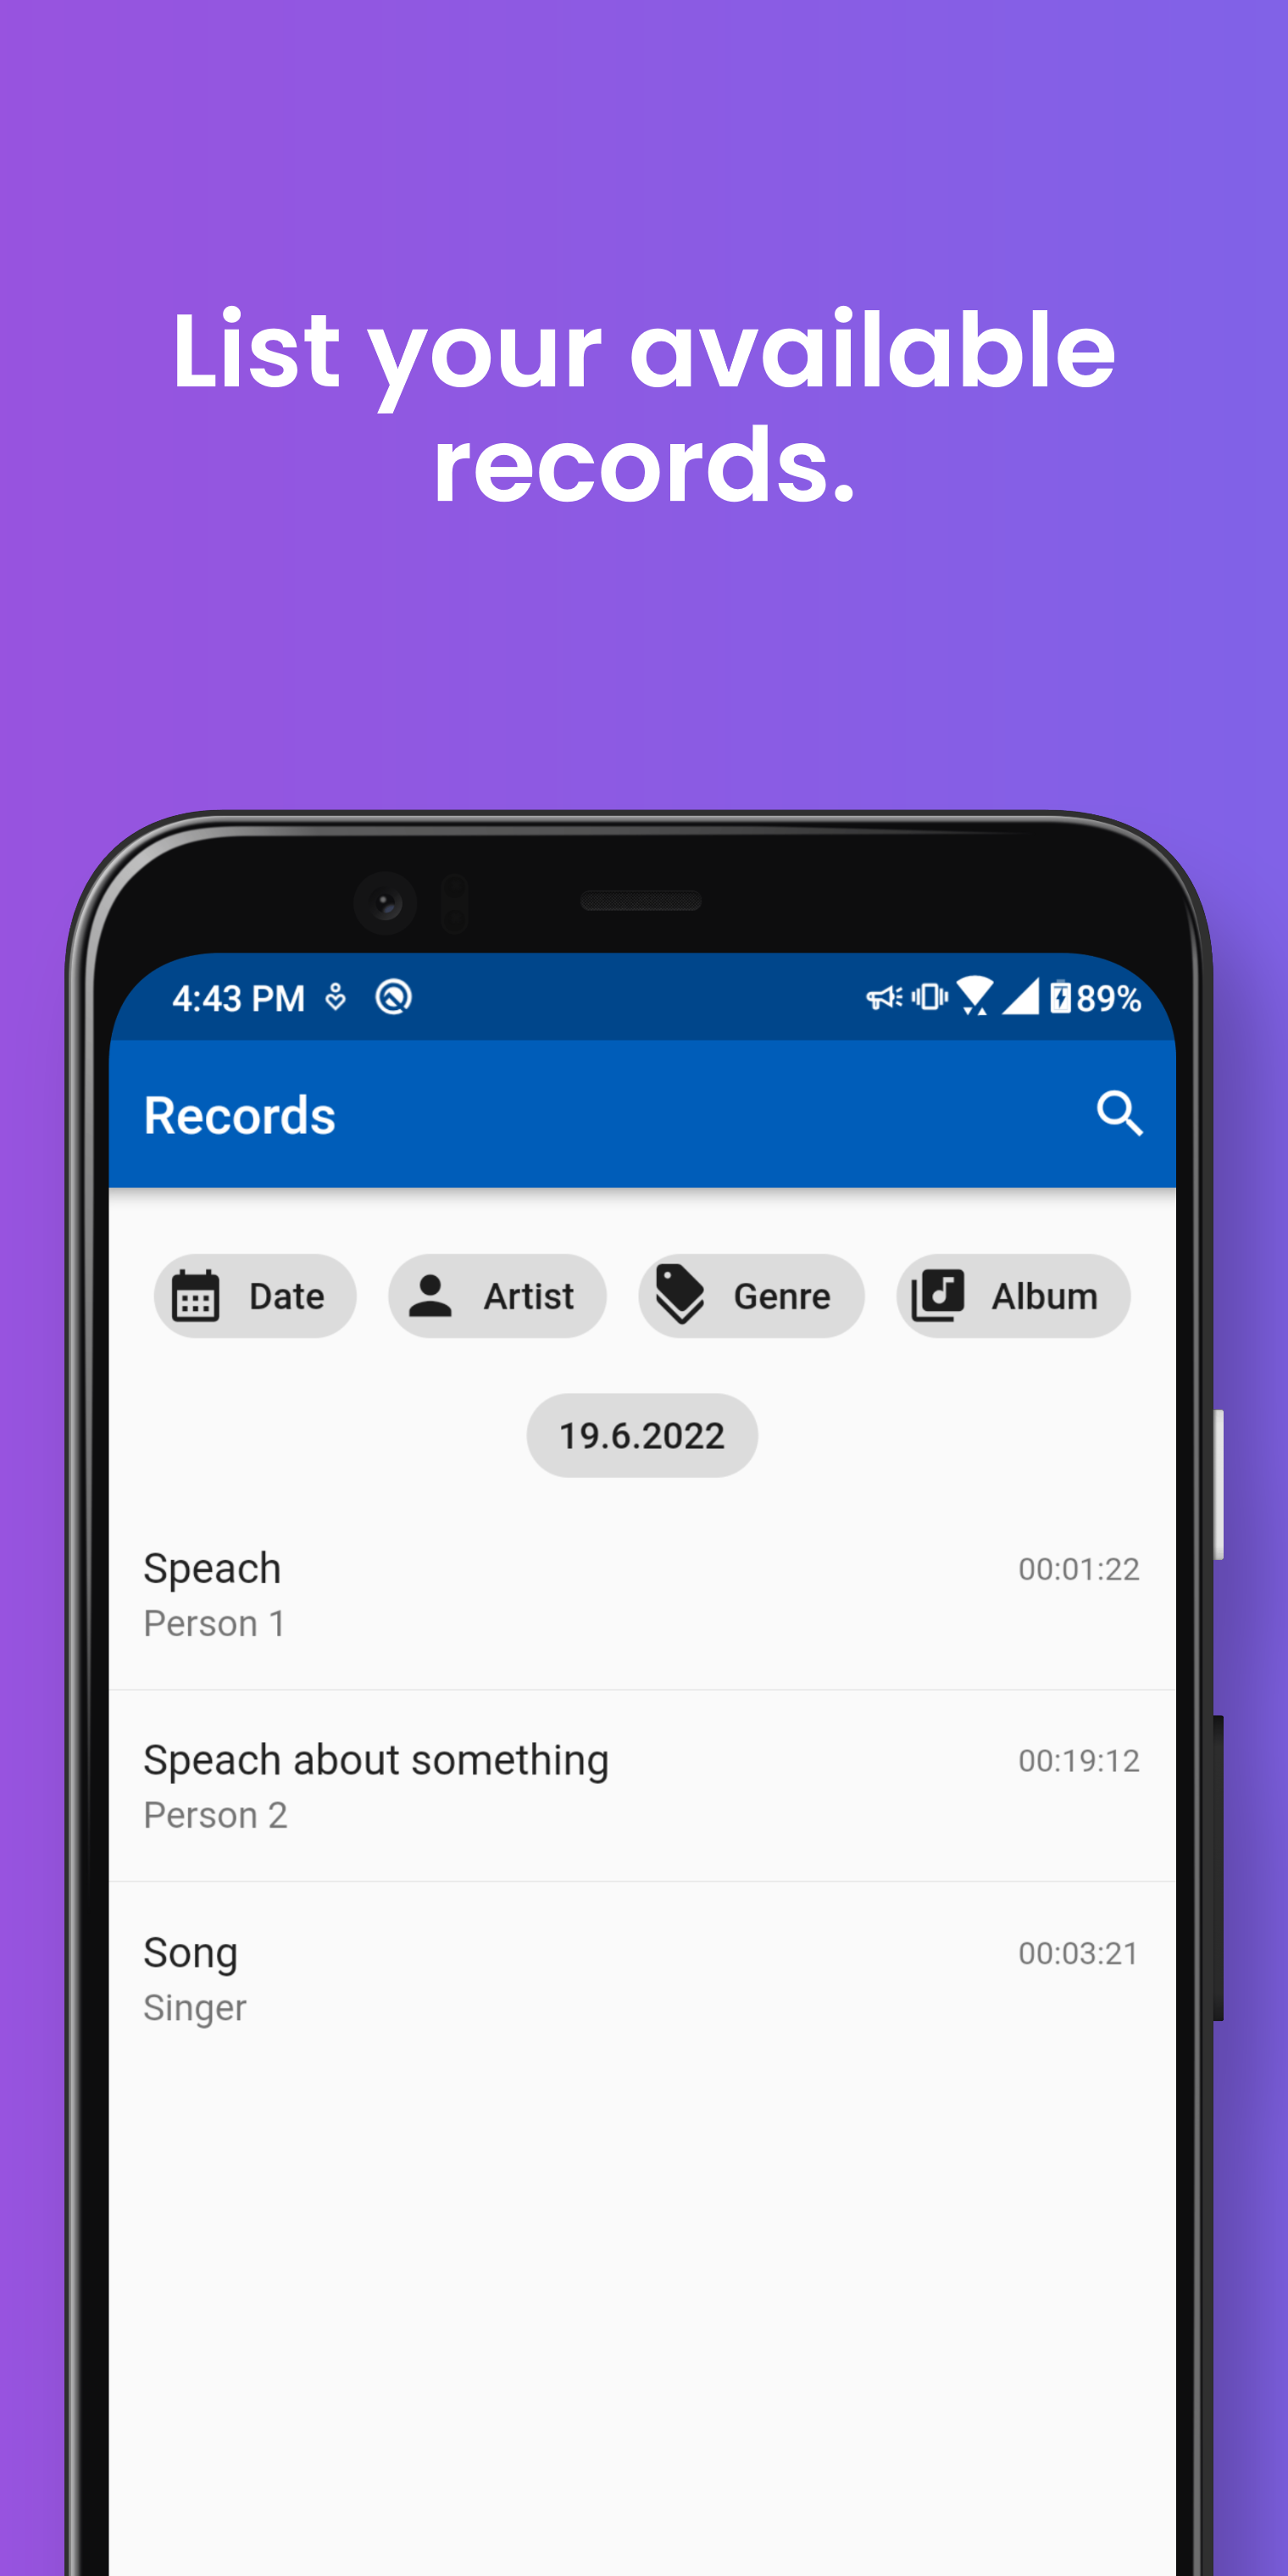 List your available
records.
4:43 PM 89%
Records
Date Artist Genre Album
19.6.2022
Speach 00:01:22
Person 1
Speach about something 00:19:12
Person 2
Song 00:03:21
Singer